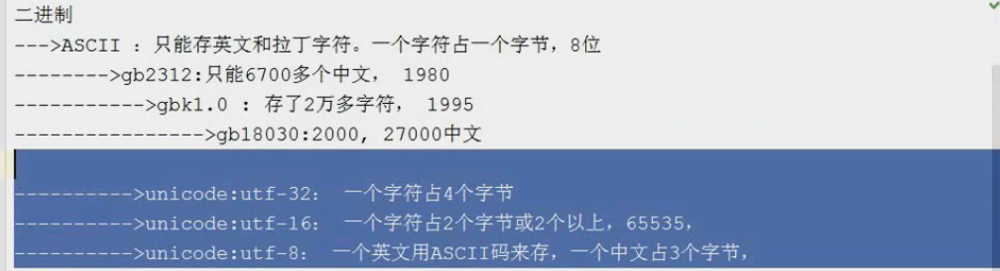 二进制
--->ASCII : 只能存英文和拉丁字符。一个字符占一个字节，8位
-------->gb2312:只能6700多个中文， 1980
----------->gbk1.0 : 存了2万多字符， 1995
---------------->gb18030:2000, 27000中文
---------->unicode:utf-32： 一个字符占4个字节
---------->unicode:utf-16： 一个字符占2个字节或2个以上，65535，
---------->unicode:utf-8： 一个英文用ASCII码来存，一个中文占3个字节，